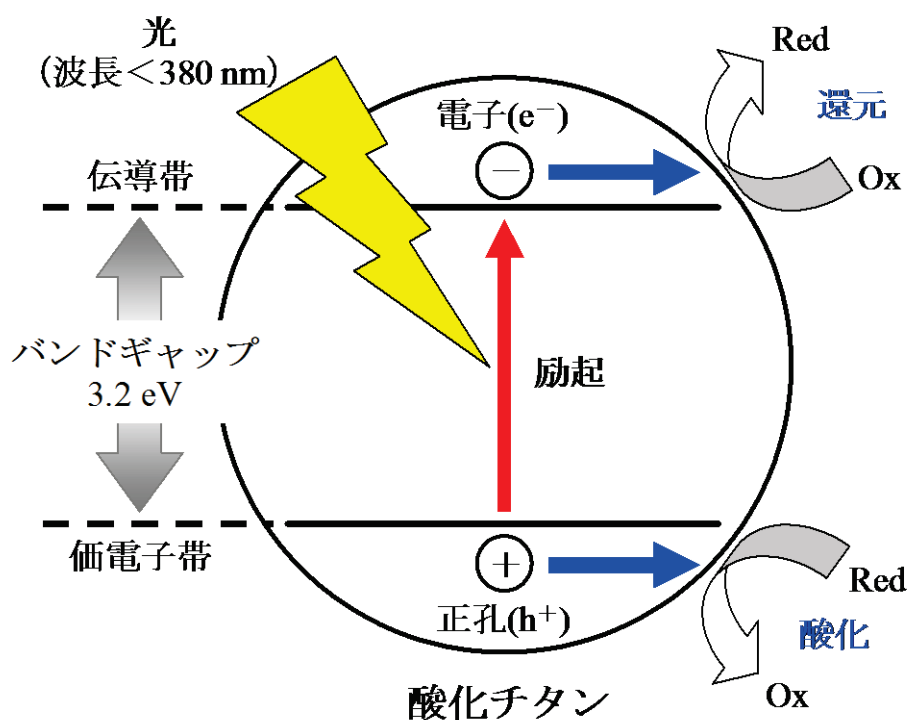 光
(波長＜380 nm)
電子(e−)
Red
還元
Ox
伝導帯
バンドギャップ
3.2 eV
励起
価電子帯
正孔(h+)
Red
酸化
Ox
酸化チタン